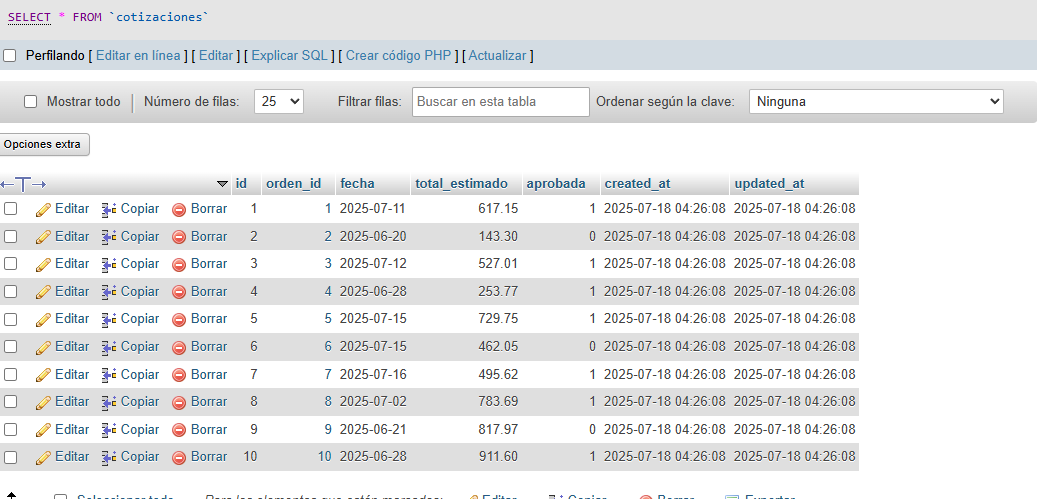 SELECT * FROM `cotizaciones`
Perfilando [ Editar en línea ] [ Editar ] [ Explicar SQL ] [ Crear código PHP ] [ Actualizar ]
Mostrar todo | Número de filas: 25 Filtrar filas: Buscar en esta tabla Ordenar según la clave: Ninguna
Opciones extra
←T→ id orden_id fecha total_estimado aprobada created_at updated_at
Editar Copiar Borrar 1 1 2025-07-11 617.15 1 2025-07-18 04:26:08 2025-07-18 04:26:08
Editar Copiar Borrar 2 2 2025-06-20 143.30 0 2025-07-18 04:26:08 2025-07-18 04:26:08
Editar Copiar Borrar 3 3 2025-07-12 527.01 1 2025-07-18 04:26:08 2025-07-18 04:26:08
Editar Copiar Borrar 4 4 2025-06-28 253.77 1 2025-07-18 04:26:08 2025-07-18 04:26:08
Editar Copiar Borrar 5 5 2025-07-15 729.75 1 2025-07-18 04:26:08 2025-07-18 04:26:08
Editar Copiar Borrar 6 6 2025-07-15 462.05 0 2025-07-18 04:26:08 2025-07-18 04:26:08
Editar Copiar Borrar 7 7 2025-07-16 495.62 1 2025-07-18 04:26:08 2025-07-18 04:26:08
Editar Copiar Borrar 8 8 2025-07-02 783.69 1 2025-07-18 04:26:08 2025-07-18 04:26:08
Editar Copiar Borrar 9 9 2025-06-21 817.97 0 2025-07-18 04:26:08 2025-07-18 04:26:08
Editar Copiar Borrar 10 10 2025-06-28 911.60 1 2025-07-18 04:26:08 2025-07-18 04:26:08
Seleccionar todo Para los elementos que están marcados: Editar Copiar Borrar Exportar